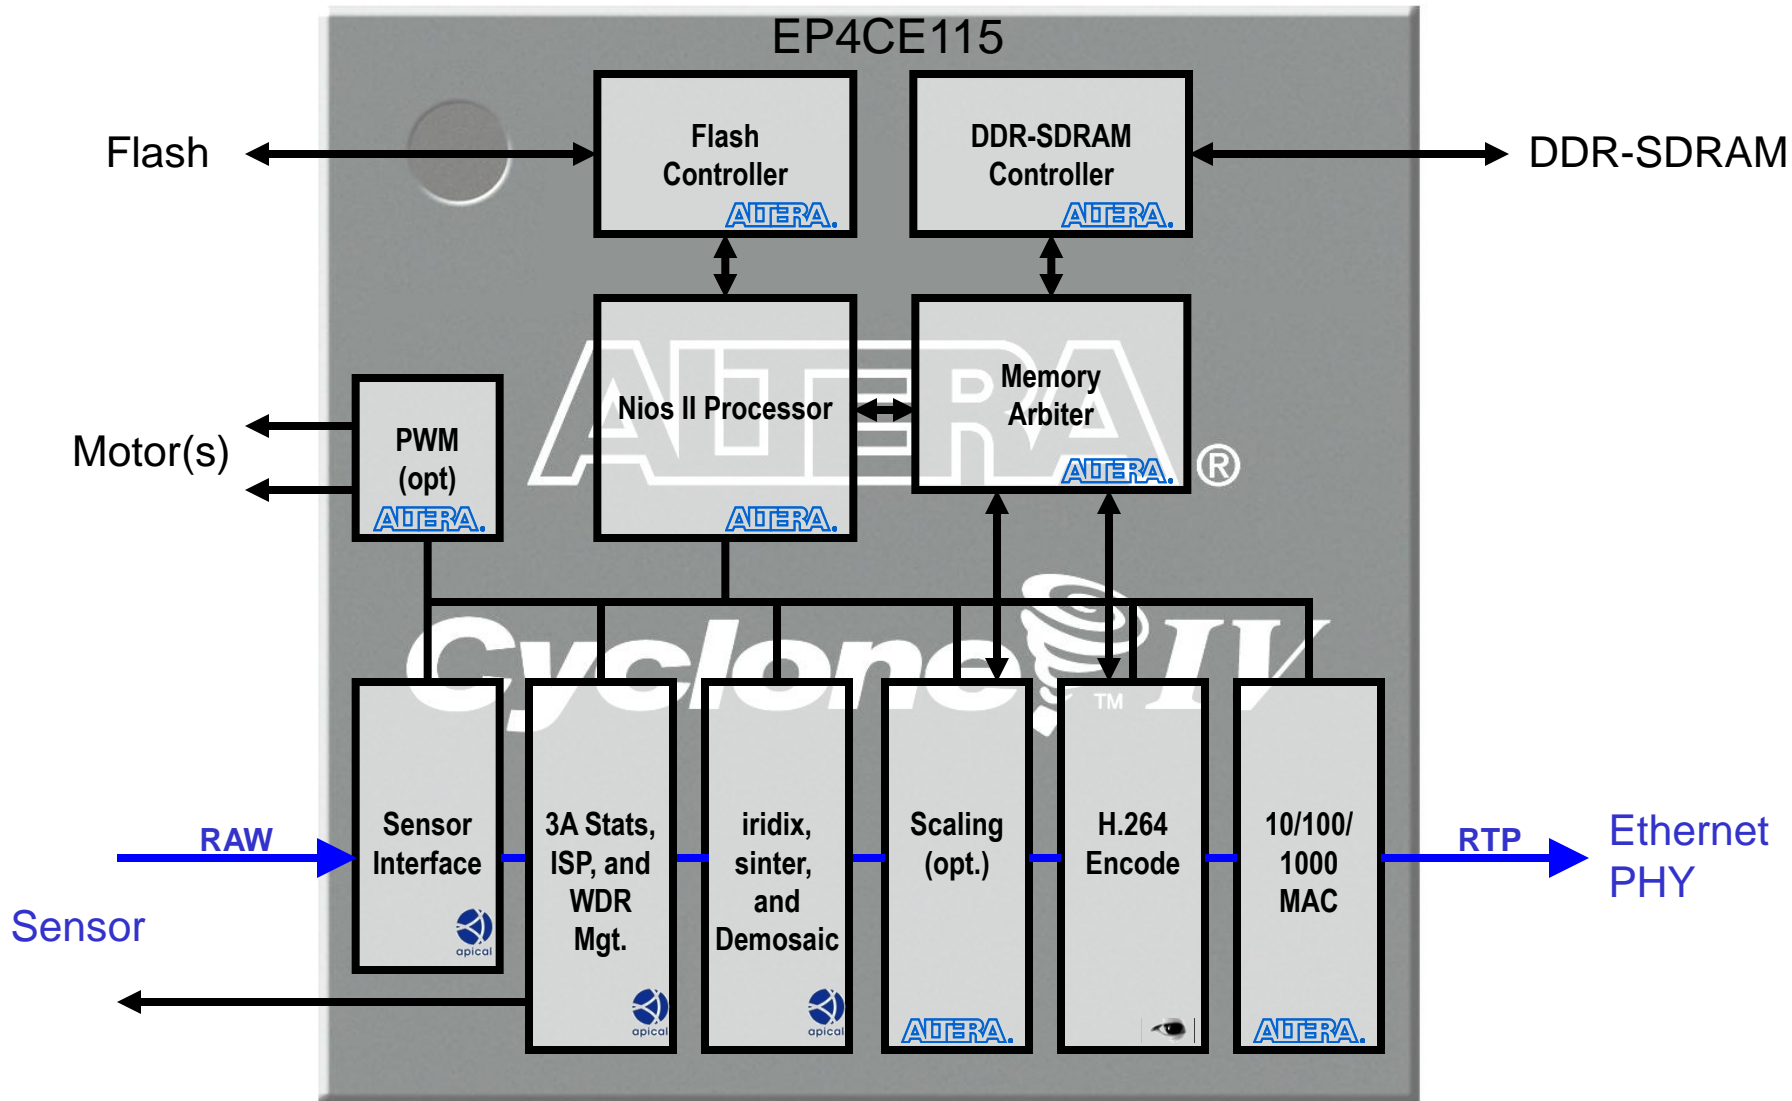 EP4CE115
Flash
Flash
Controller
ALTERA.
DDR-SDRAM
Controller
ALTERA.
DDR-SDRAM
ALTERA®
Motor(s)
PWM
(opt)
ALTERA.
Nios II Processor
ALTERA.
Memory
Arbiter
ALTERA.
Cyclone IV
TM
RAW
Sensor
Sensor
Interface
apical
3A Stats,
ISP, and
WDR
Mgt.
apical
iridix,
sinter,
and
Demosaic
apical
Scaling
(opt.)
ALTERA.
H.264
Encode
10/100/
1000
MAC
ALTERA.
RTP
Ethernet
PHY